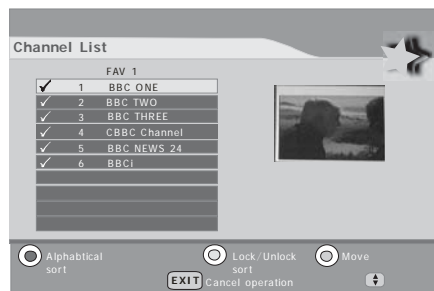 Channel List
FAV 1
✓ 1 BBC ONE
✓ 2 BBC TWO
✓ 3 BBC THREE
✓ 4 CBBC Channel
✓ 5 BBC NEWS 24
✓ 6 BBCi
Alphabtical sort
Lock/Unlock sort
Move
EXIT Cancel operation